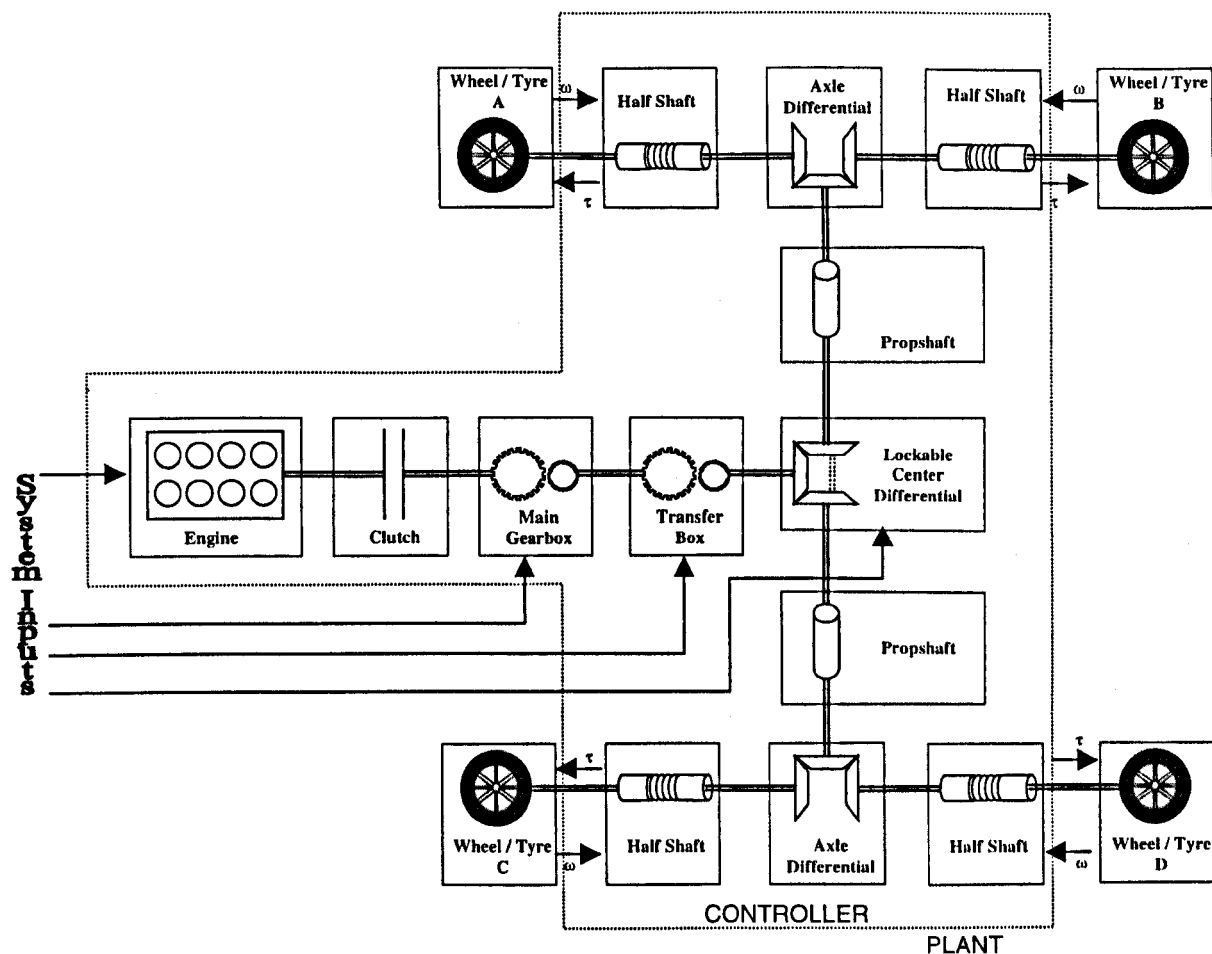 Wheel / Tyre
A
ω
τ
Half Shaft
Axle
Differential
Half Shaft
ω
τ
Wheel / Tyre
B
Propshaft
System Inputs
Engine
Clutch
Main
Gearbox
Transfer
Box
Lockable
Center
Differential
Propshaft
Wheel / Tyre
C
τ
ω
Half Shaft
Axle
Differential
Half Shaft
τ
ω
Wheel / Tyre
D
CONTROLLER
PLANT